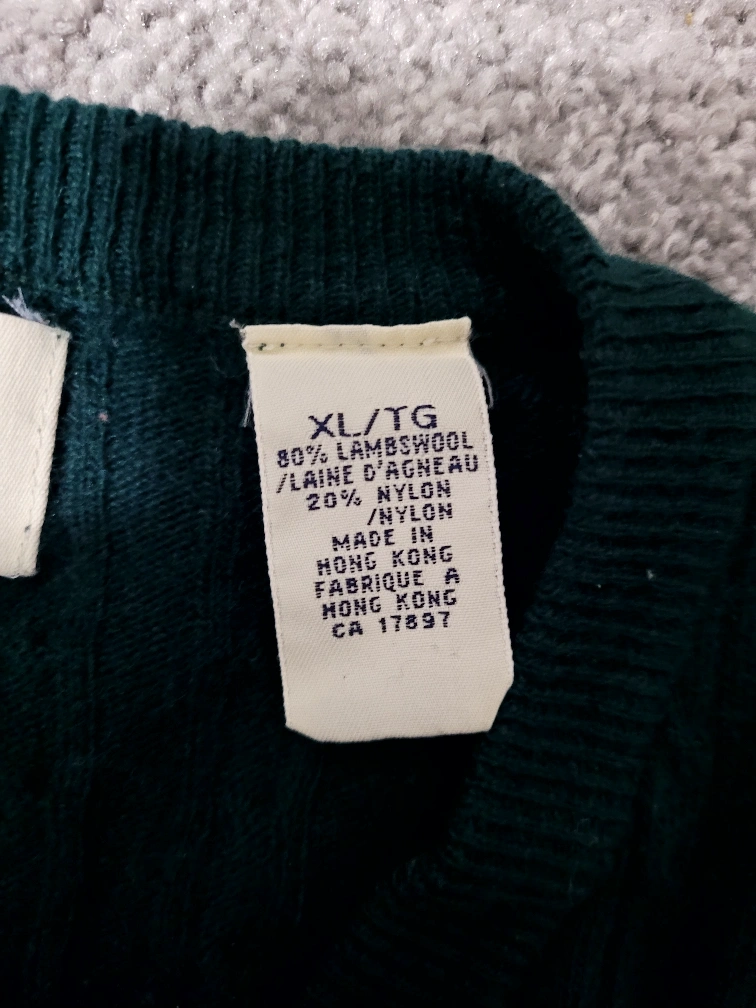 XL/TG
80% LAMBSWOOL
/LAINE D'AGNEAU
20% NYLON
/NYLON
MADE IN
HONG KONG
FABRIQUE A
HONG KONG
CA 17897